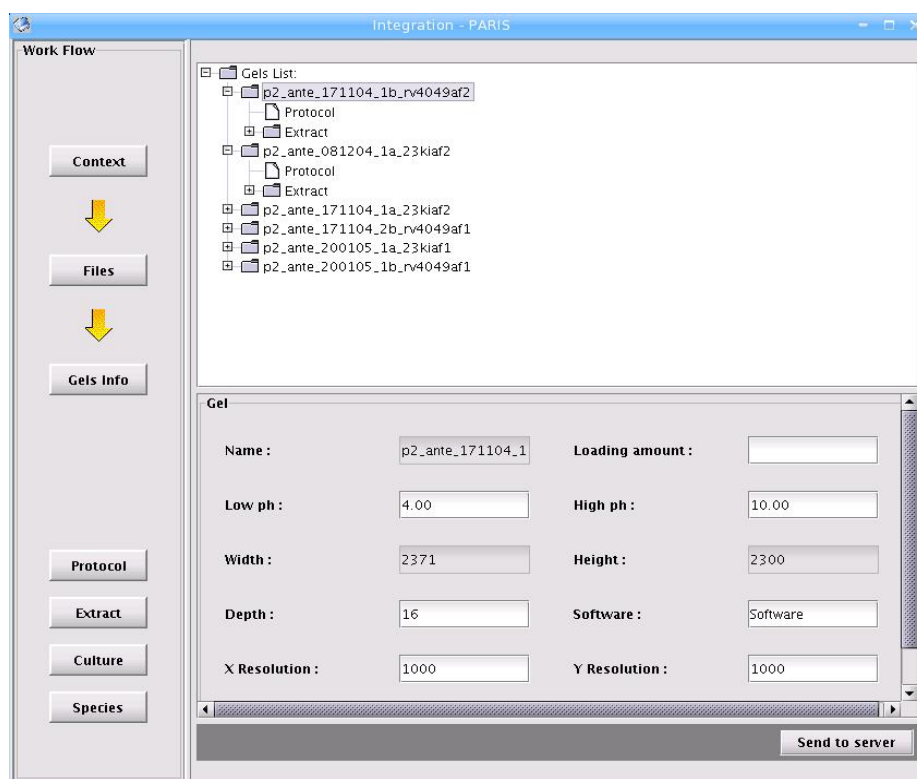 Integration - PARIS
Work Flow
Context
Files
Gels Info
Protocol
Extract
Culture
Species
Gels List:
p2_ante_171104_1b_rv4049af2
Protocol
Extract
p2_ante_081204_1a_23kiaf2
Protocol
Extract
p2_ante_171104_1a_23kiaf2
p2_ante_171104_2b_rv4049af1
p2_ante_200105_1a_23kiaf1
p2_ante_200105_1b_rv4049af1
Gel
Name : p2_ante_171104_1 Loading amount :
Low ph : 4.00 High ph : 10.00
Width : 2371 Height : 2300
Depth : 16 Software : Software
X Resolution : 1000 Y Resolution : 1000
Send to server